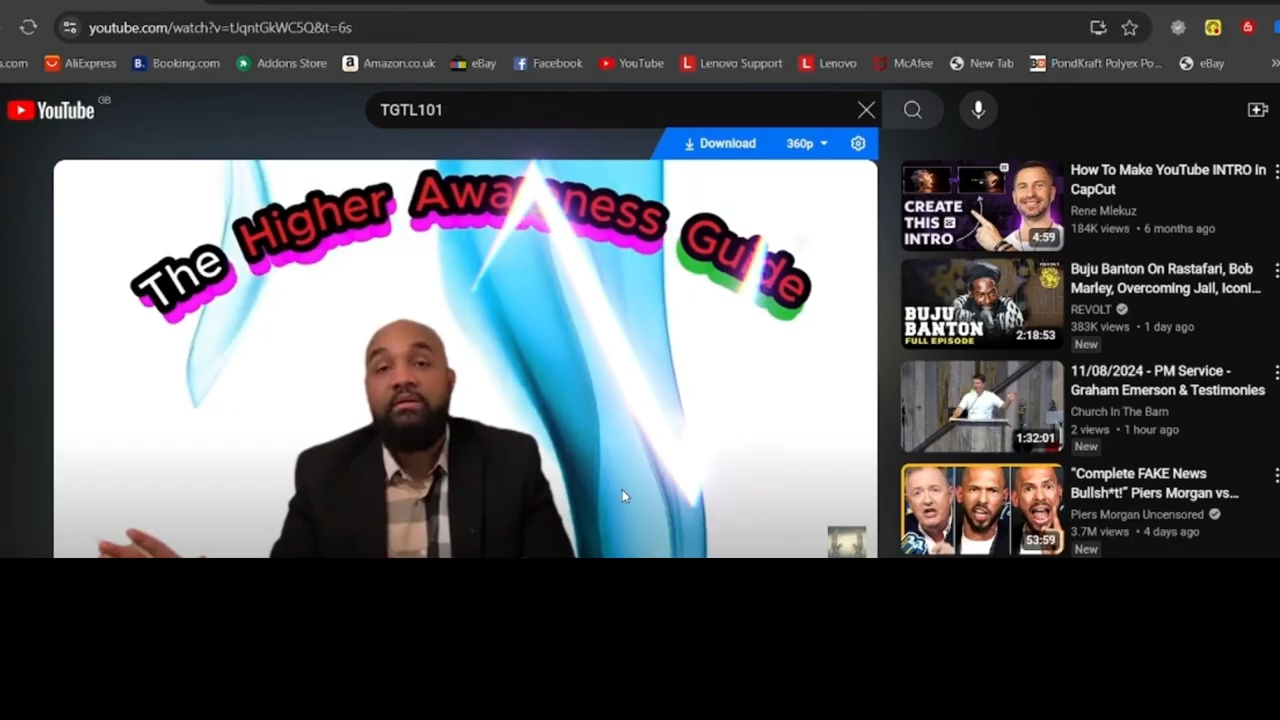 youtube.com/watch?v=tJqntGkWC5Q&t=6s
s.com AliExpress Booking.com Addons Store Amazon.co.uk eBay Facebook YouTube Lenovo Support Lenovo McAfee New Tab PondKraft Polyex Po... eBay
YouTube GB
TGTL101
Download 360p
The Higher Awareness Guide
CREATE
THIS
INTRO
4:59
How To Make YouTube INTRO in
CapCut
Rene Mlekuz
184K views • 6 months ago
BUJU
BANTON
FULL EPISODE
2:18:53
Buju Banton On Rastafari, Bob
Marley, Overcoming Jail, Iconi...
REVOLT
383K views • 1 day ago
New
1:32:01
11/08/2024 - PM Service -
Graham Emerson & Testimonies
Church In The Barn
2 views • 1 hour ago
New
53:59
“Complete FAKE News
Bullsh*t!” Piers Morgan vs...
Piers Morgan Uncensored
3.7M views • 4 days ago
New